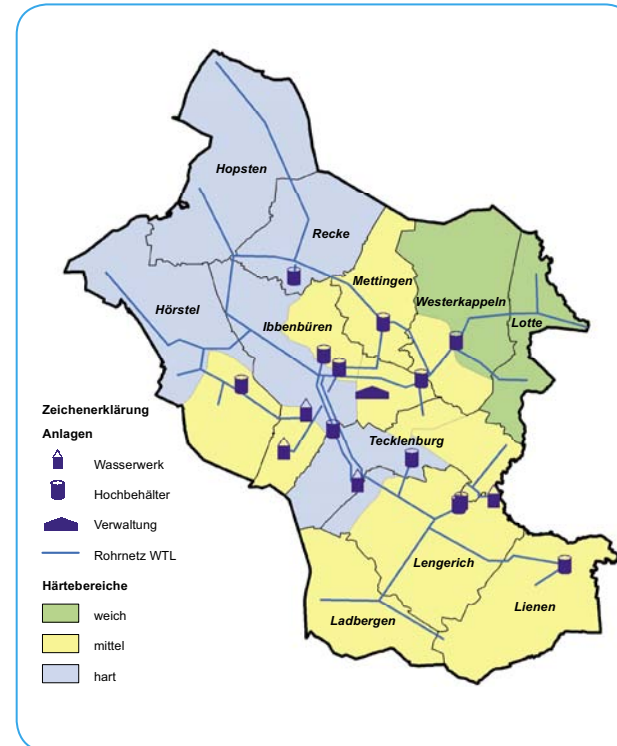 Hopsten
Recke
Mettingen
Westerkappeln
Hörstel
Ibbenbüren
Lotte
Tecklenburg
Lengerich
Lienen
Ladbergen
Zeichenerklärung
Anlagen
Wasserwerk
Hochbehälter
Verwaltung
Rohrnetz WTL
Härtebereiche
weich
mittel
hart